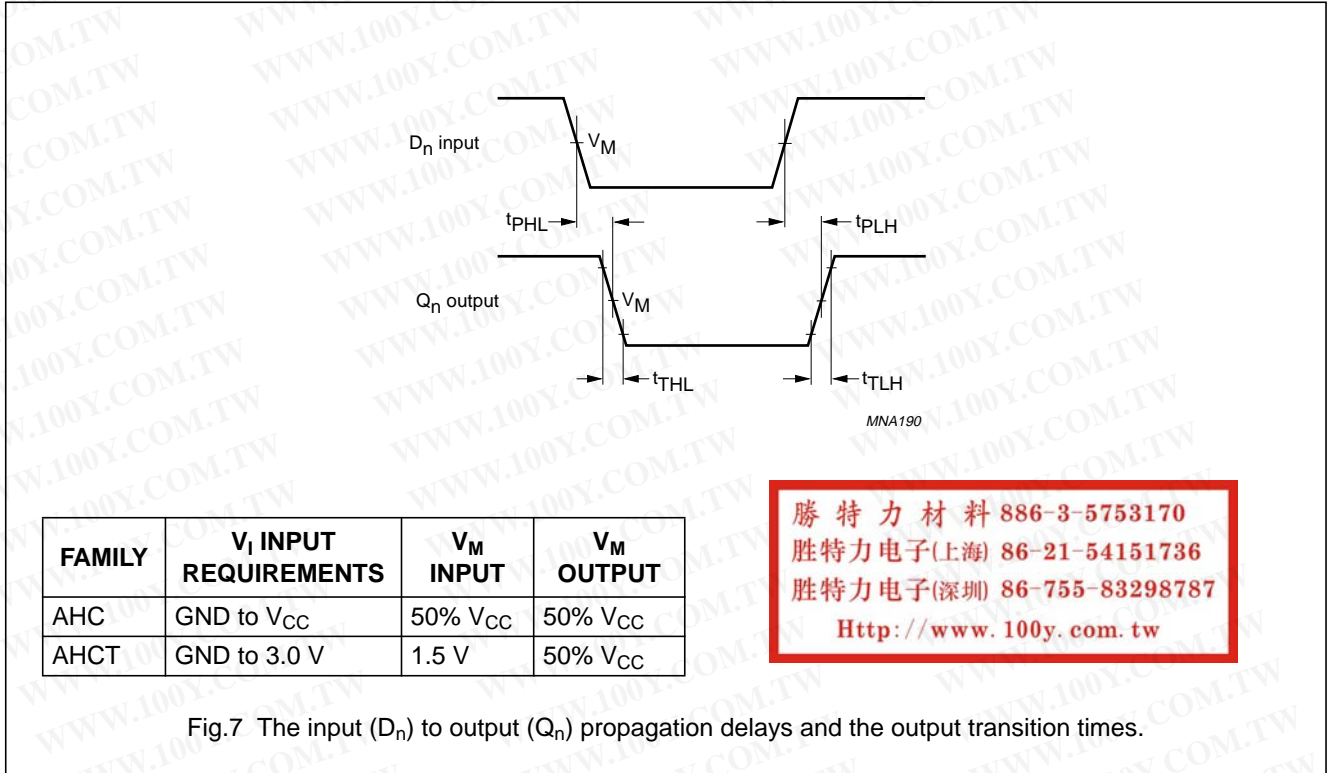 Dn input
VM
tPHL
tPLH
Qn output
VM
tTHL
tTLH
MNA190
FAMILY VI INPUT REQUIREMENTS VM INPUT VM OUTPUT
AHC GND to VCC 50% VCC 50% VCC
AHCT GND to 3.0 V 1.5 V 50% VCC
勝特力材料 886-3-5753170
胜特力电子(上海) 86-21-54151736
胜特力电子(深圳) 86-755-83298787
Http://www.100y.com.tw
Fig.7 The input (Dn) to output (Qn) propagation delays and the output transition times.
WWW.100Y.COM.TW